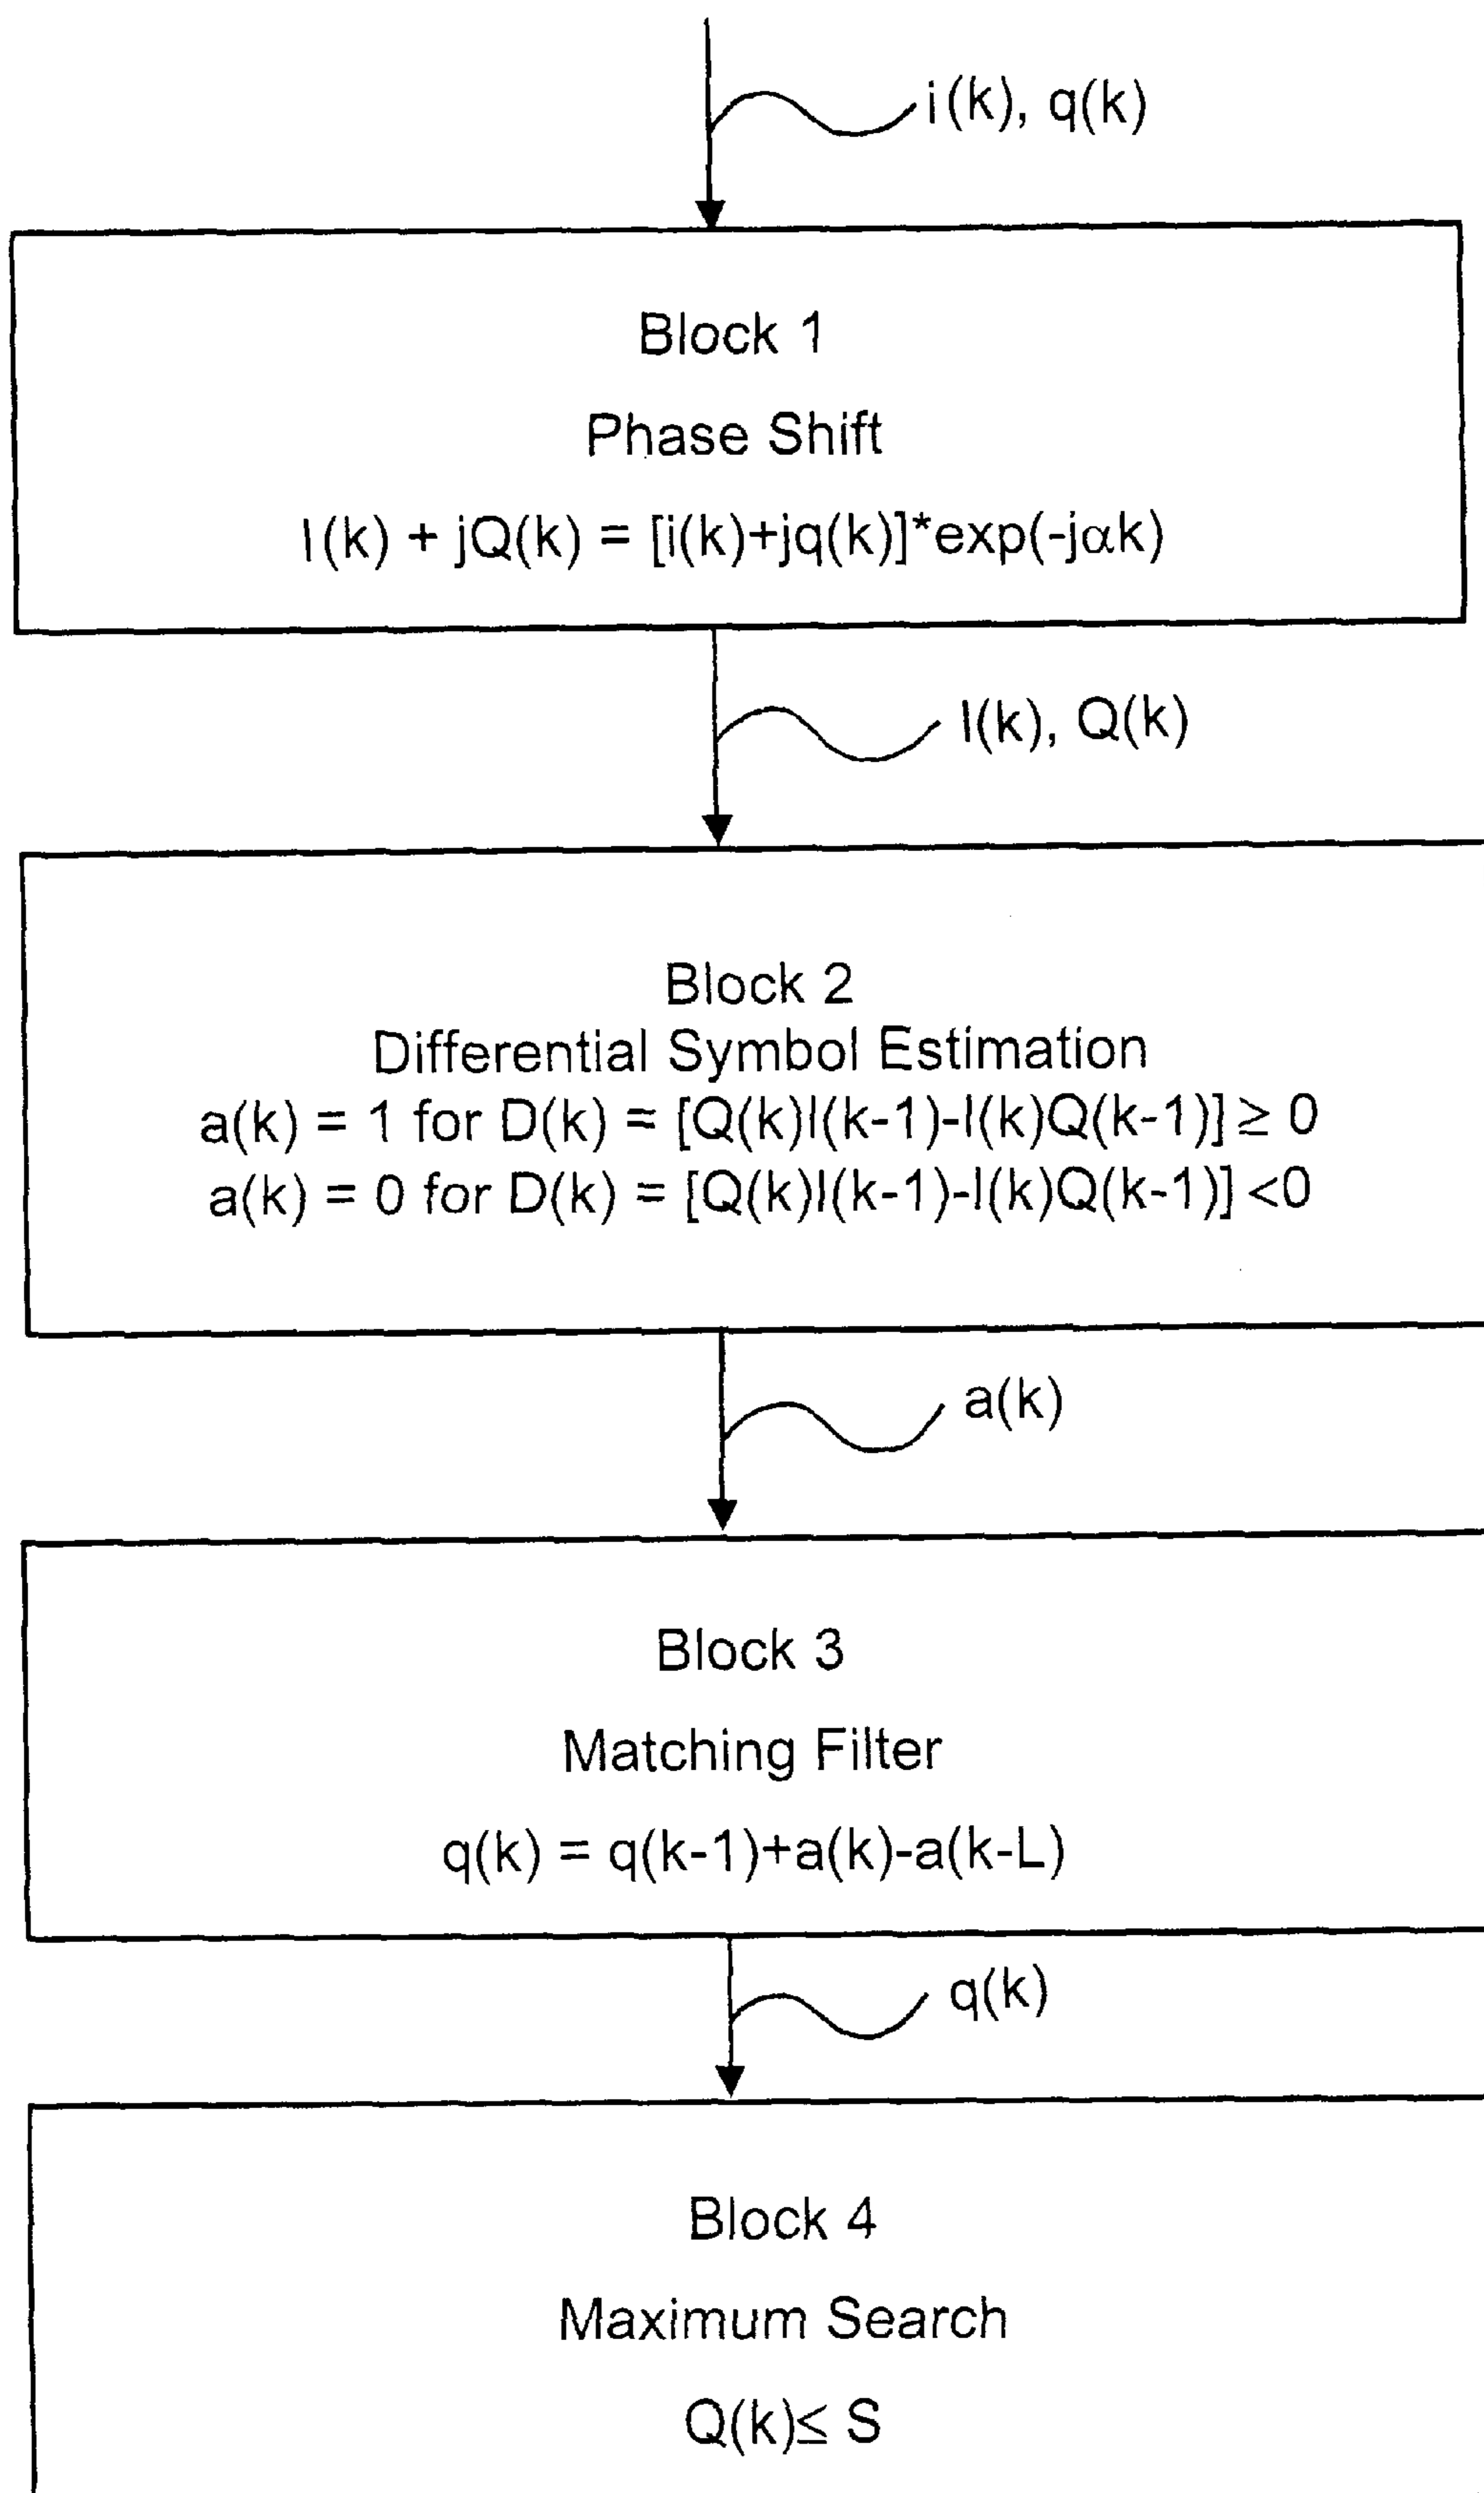 i(k), q(k)
Block 1
Phase Shift
I(k) + jQ(k) = [i(k)+jq(k)]*exp(-jαk)
I(k), Q(k)
Block 2
Differential Symbol Estimation
a(k) = 1 for D(k) = [Q(k)I(k-1)-I(k)Q(k-1)] ≥ 0
a(k) = 0 for D(k) = [Q(k)I(k-1)-I(k)Q(k-1)] <0
a(k)
Block 3
Matching Filter
q(k) = q(k-1)+a(k)-a(k-L)
q(k)
Block 4
Maximum Search
Q(k)≤ S